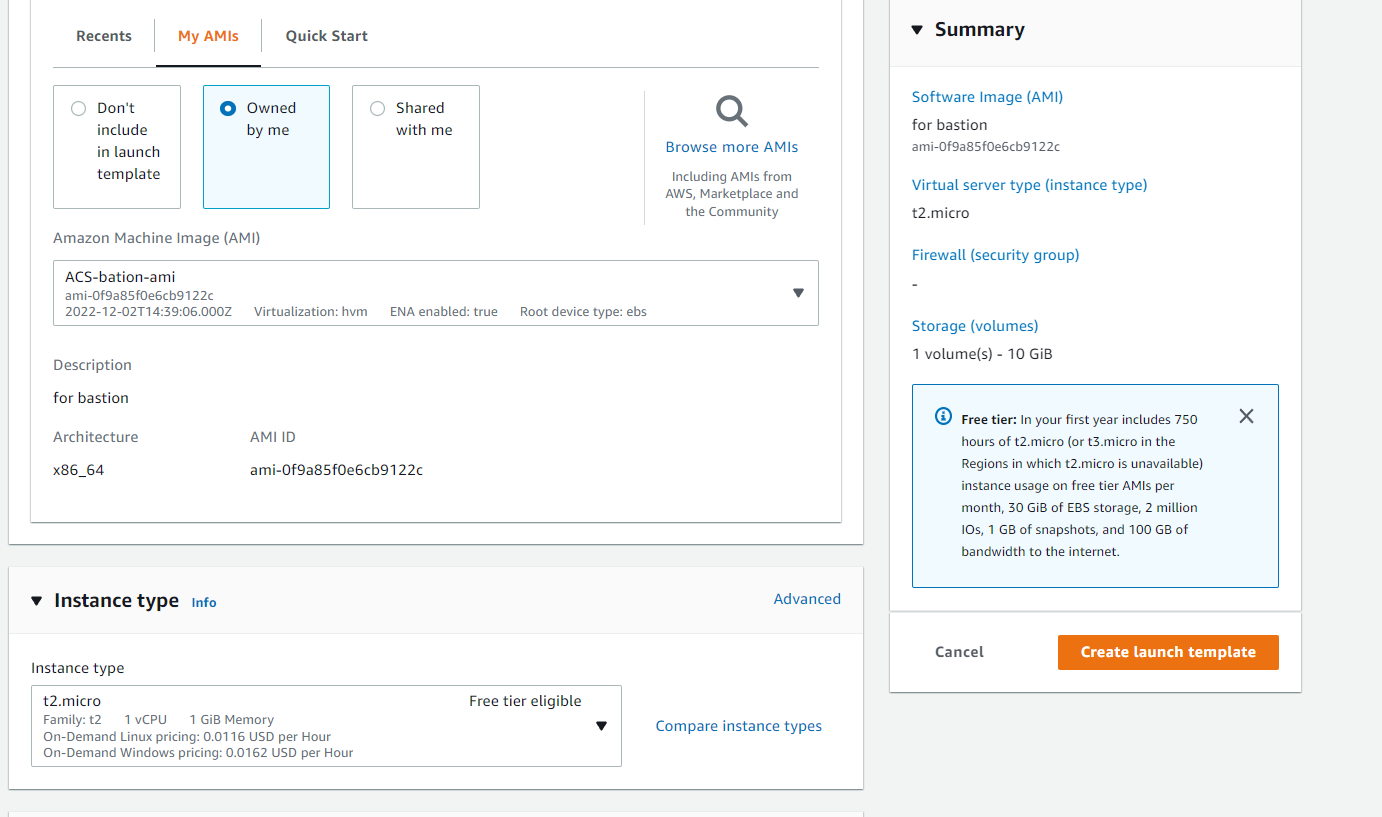 Recents
My AMIs
Quick Start
Don't
include
in launch
template
Owned
by me
Shared
with me
Browse more AMIs
Including AMIs from
AWS, Marketplace and
the Community
Amazon Machine Image (AMI)
ACS-bation-ami
ami-0f9a85f0e6cb9122c
2022-12-02T14:39:06.000Z Virtualization: hvm ENA enabled: true Root device type: ebs
Description
for bastion
Architecture AMI ID
x86_64 ami-0f9a85f0e6cb9122c
Instance type Info
Advanced
Instance type
t2.micro Free tier eligible
Family: t2 1 vCPU 1 GiB Memory
On-Demand Linux pricing: 0.0116 USD per Hour
On-Demand Windows pricing: 0.0162 USD per Hour
Compare instance types
Summary
Software Image (AMI)
for bastion
ami-0f9a85f0e6cb9122c
Virtual server type (instance type)
t2.micro
Firewall (security group)
-
Storage (volumes)
1 volume(s) - 10 GiB
Free tier: In your first year includes 750
hours of t2.micro (or t3.micro in the
Regions in which t2.micro is unavailable)
instance usage on free tier AMIs per
month, 30 GiB of EBS storage, 2 million
IOs, 1 GB of snapshots, and 100 GB of
bandwidth to the internet.
Cancel
Create launch template